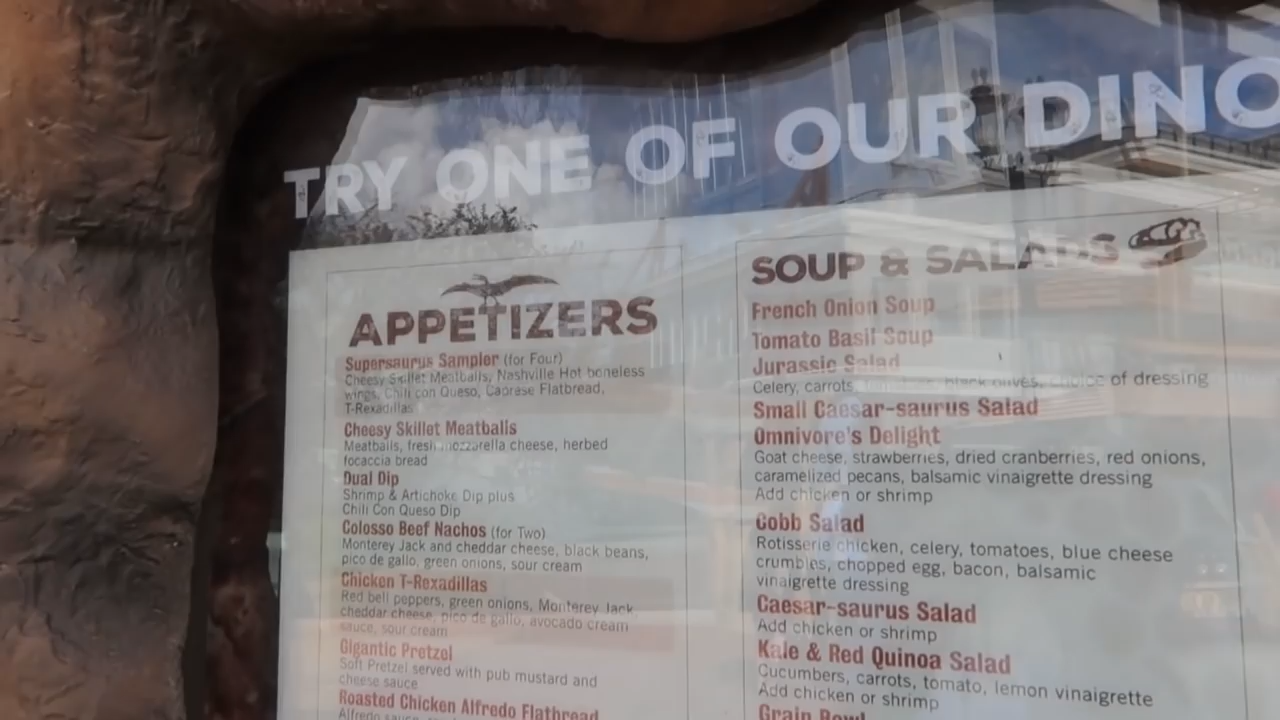 TRY ONE OF OUR DINO
APPETIZERS
Supersaurus Sampler (for Four)
Cheesy Skillet Meatballs, Nashville Hot boneless
wings, Chili con Queso, Caprese Flatbread,
T-Rexadillas
Cheesy Skillet Meatballs
Meatballs, fresh mozzarella cheese, herbed
focaccia bread
Dual Dip
Shrimp & Artichoke Dip plus
Chili Con Queso Dip
Colosso Beef Nachos (for Two)
Monterey Jack and cheddar cheese, black beans,
pico de gallo, green onions, sour cream
Chicken T-Rexadillas
Red bell peppers, green onions, Monterey Jack,
cheddar cheese, pico de gallo, avocado cream
sauce, sour cream
Gigantic Pretzel
Soft Pretzel served with pub mustard and
cheese sauce
Roasted Chicken Alfredo Flatbread
Alfredo sauce,
SOUP & SALADS
French Onion Soup
Tomato Basil Soup
Jurassic Salad
Celery, carrots, black olives, choice of dressing
Small Caesar-saurus Salad
Omnivore's Delight
Goat cheese, strawberries, dried cranberries, red onions,
caramelized pecans, balsamic vinaigrette dressing
Add chicken or shrimp
Cobb Salad
Rotisserie chicken, celery, tomatoes, blue cheese
crumbles, chopped egg, bacon, balsamic
vinaigrette dressing
Caesar-saurus Salad
Add chicken or shrimp
Kale & Red Quinoa Salad
Cucumbers, carrots, tomato, lemon vinaigrette
Add chicken or shrimp
Grain Bowl